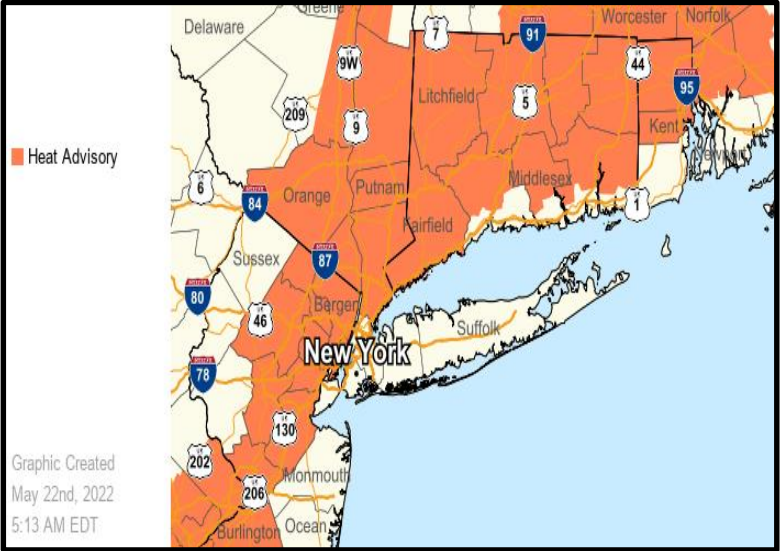 Greene
Worcester
Norfolk
Delaware
7
91
9W
44
Litchfield
95
5
209
9
Kent
Heat Advisory
Newport
6
Orange
Putnam
Middlesex
84
1
Fairfield
Sussex
87
80
46
Bergen
Suffolk
New York
78
130
Graphic Created
202
Monmouth
May 22nd, 2022
206
5:13 AM EDT
Burlington
Ocean